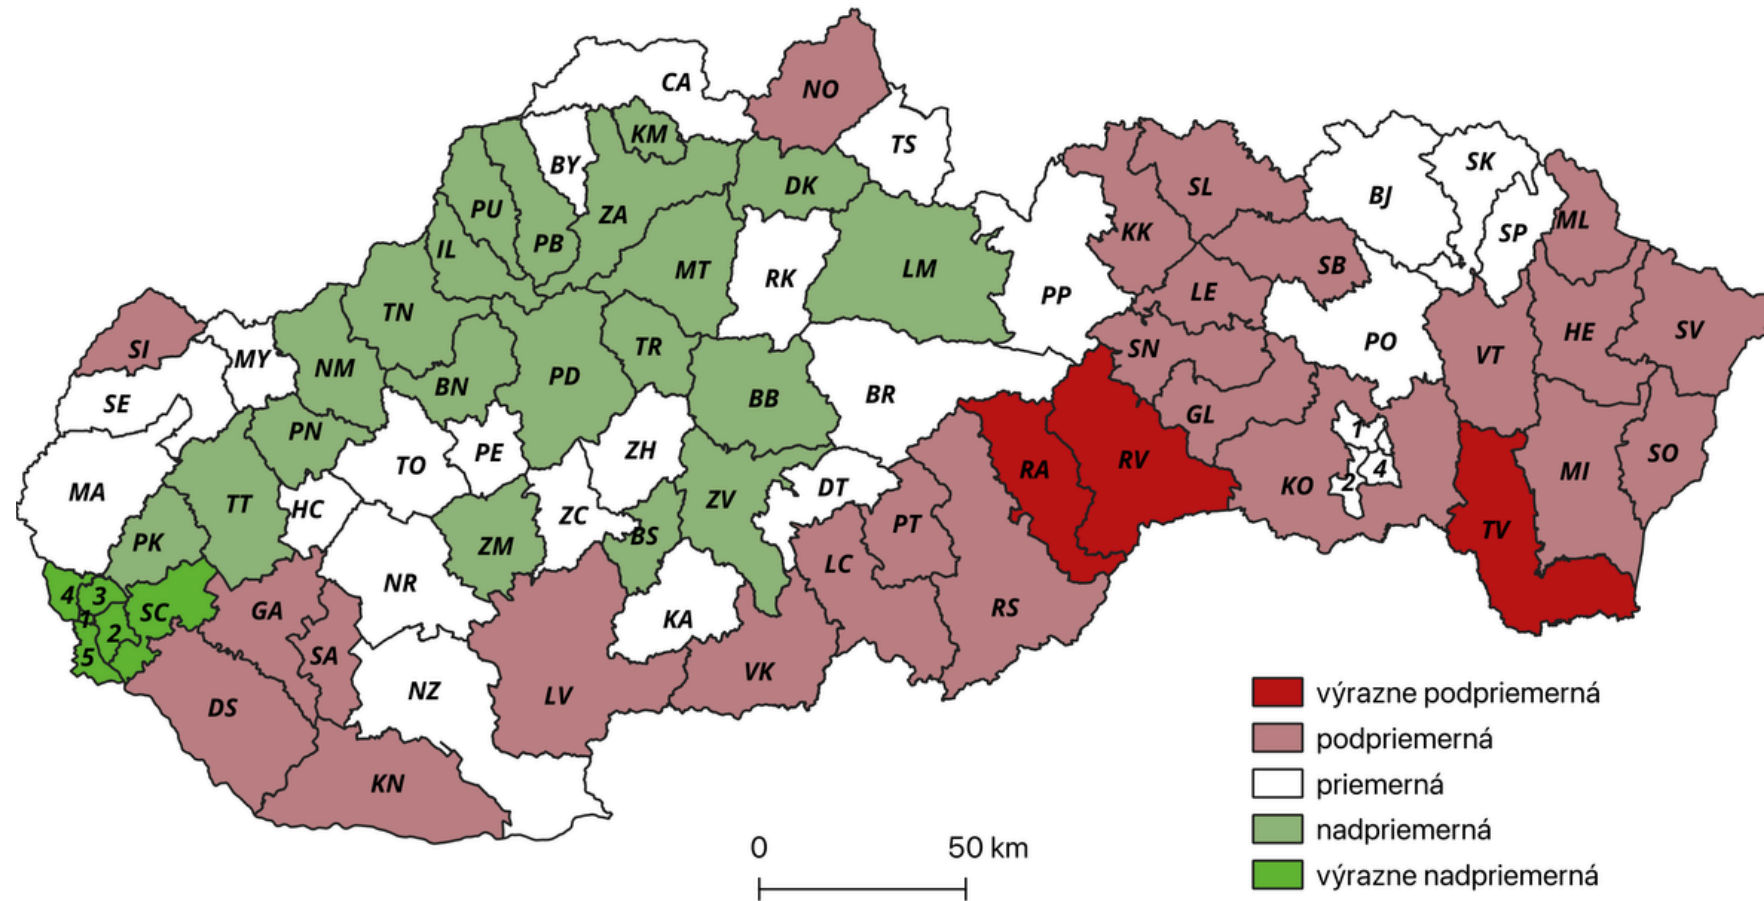 CA
NO
KM
TS
BY
SK
DK
SL
BJ
PU
ZA
ML
KK
SP
PB
IL
MT
RK
LM
SB
PP
LE
TN
HE
SV
SI
MY
TR
SN
PO
VT
NM
PD
BN
BR
BB
SE
GL
PN
1
PE
ZH
SO
TO
RA
RV
4
MI
MA
KO
2
DT
TT
HC
ZC
ZV
PT
TV
PK
BS
ZM
LC
NR
4
3
SC
GA
1
RS
KA
2
5
SA
VK
NZ
LV
DS
KN
výrazne podpriemerná
podpriemerná
priemerná
nadpriemerná
výrazne nadpriemerná
0 50 km